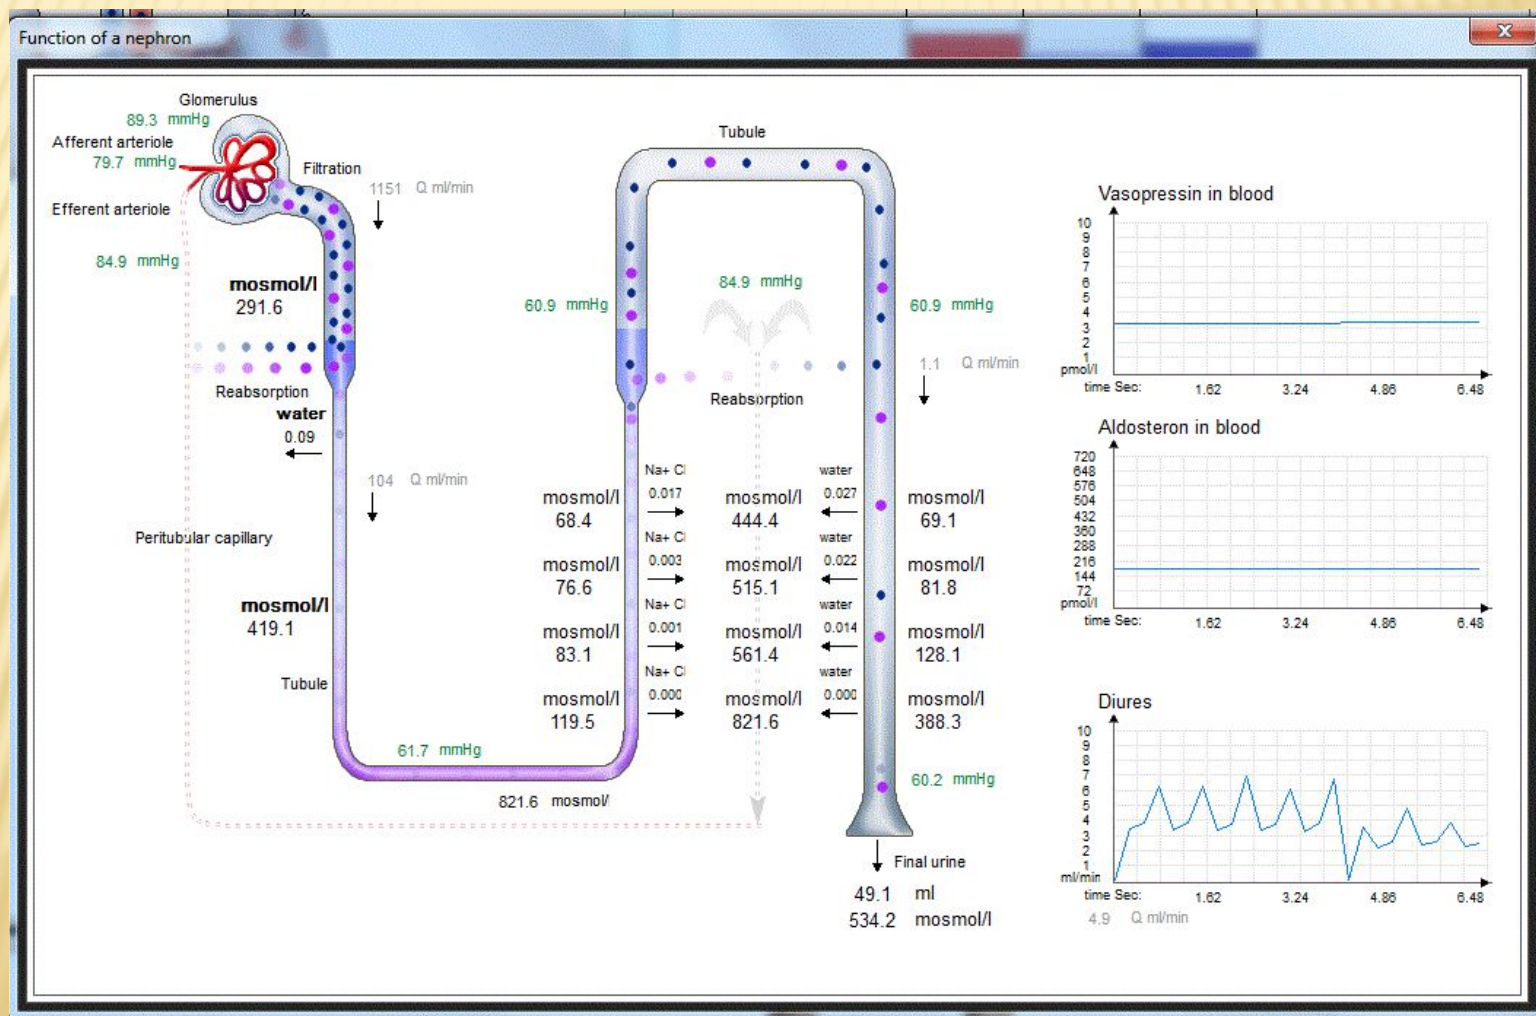 Function of a nephron
Glomerulus
89.3 mmHg
Afferent arteriole
79.7 mmHg
Filtration
1151 Q ml/min
Efferent arteriole
84.9 mmHg
mosmol/l
291.6
Reabsorption
water
0.09
104 Q ml/min
Peritubular capillary
mosmol/l
419.1
Tubule
61.7 mmHg
821.6 mosmol/
Tubule
60.9 mmHg
84.9 mmHg
60.9 mmHg
1.1 Q ml/min
Reabsorption
Na+ Cl water
mosmol/l 0.017 mosmol/l 0.027 mosmol/l
68.4 444.4 69.1
Na+ Cl water
mosmol/l 0.003 mosmol/l 0.022 mosmol/l
76.6 515.1 81.8
Na+ Cl water
mosmol/l 0.001 mosmol/l 0.014 mosmol/l
83.1 561.4 128.1
Na+ Cl water
mosmol/l 0.000 mosmol/l 0.000 mosmol/l
119.5 821.6 388.3
60.2 mmHg
Final urine
49.1 ml
534.2 mosmol/l
Vasopressin in blood
10
9
8
7
6
5
4
3
2
1
pmol/l
time Sec: 1.62 3.24 4.86 6.48
Aldosteron in blood
720
648
576
504
432
360
288
216
144
72
pmol/l
time Sec: 1.62 3.24 4.86 6.48
Diures
10
9
8
7
6
5
4
3
2
1
ml/min
time Sec: 1.62 3.24 4.86 6.48
4.9 Q ml/min